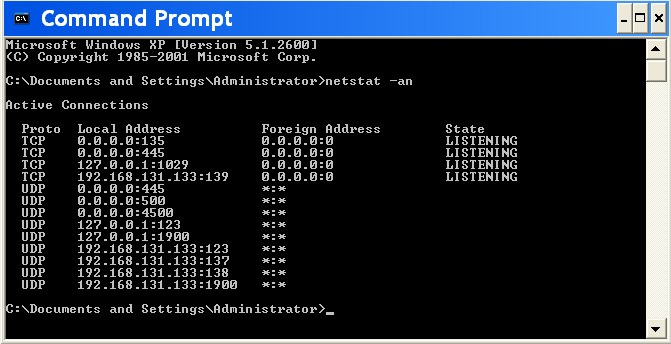 Command Prompt
Microsoft Windows XP [Version 5.1.2600]
(C) Copyright 1985-2001 Microsoft Corp.
C:\Documents and Settings\Administrator>netstat -an
Active Connections
Proto Local Address Foreign Address State
TCP 0.0.0.0:135 0.0.0.0:0 LISTENING
TCP 0.0.0.0:445 0.0.0.0:0 LISTENING
TCP 127.0.0.1:1029 0.0.0.0:0 LISTENING
TCP 192.168.131.133:139 0.0.0.0:0 LISTENING
UDP 0.0.0.0:445 *:*
UDP 0.0.0.0:500 *:*
UDP 0.0.0.0:4500 *:*
UDP 127.0.0.1:123 *:*
UDP 127.0.0.1:1900 *:*
UDP 192.168.131.133:123 *:*
UDP 192.168.131.133:137 *:*
UDP 192.168.131.133:138 *:*
UDP 192.168.131.133:1900 *:*
C:\Documents and Settings\Administrator>_